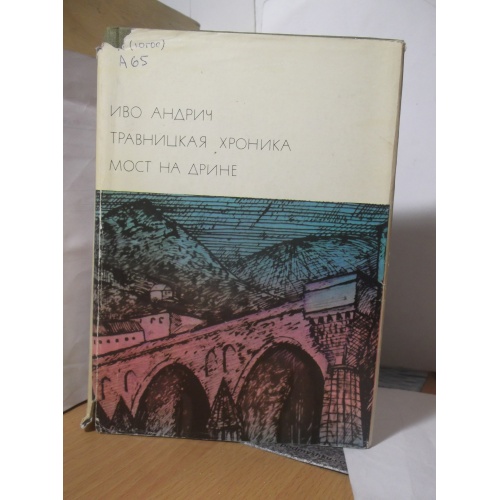 А65
ИВО АНДРИЧ
ТРАВНИЦКАЯ ХРОНИКА
МОСТ НА ДРИНЕ